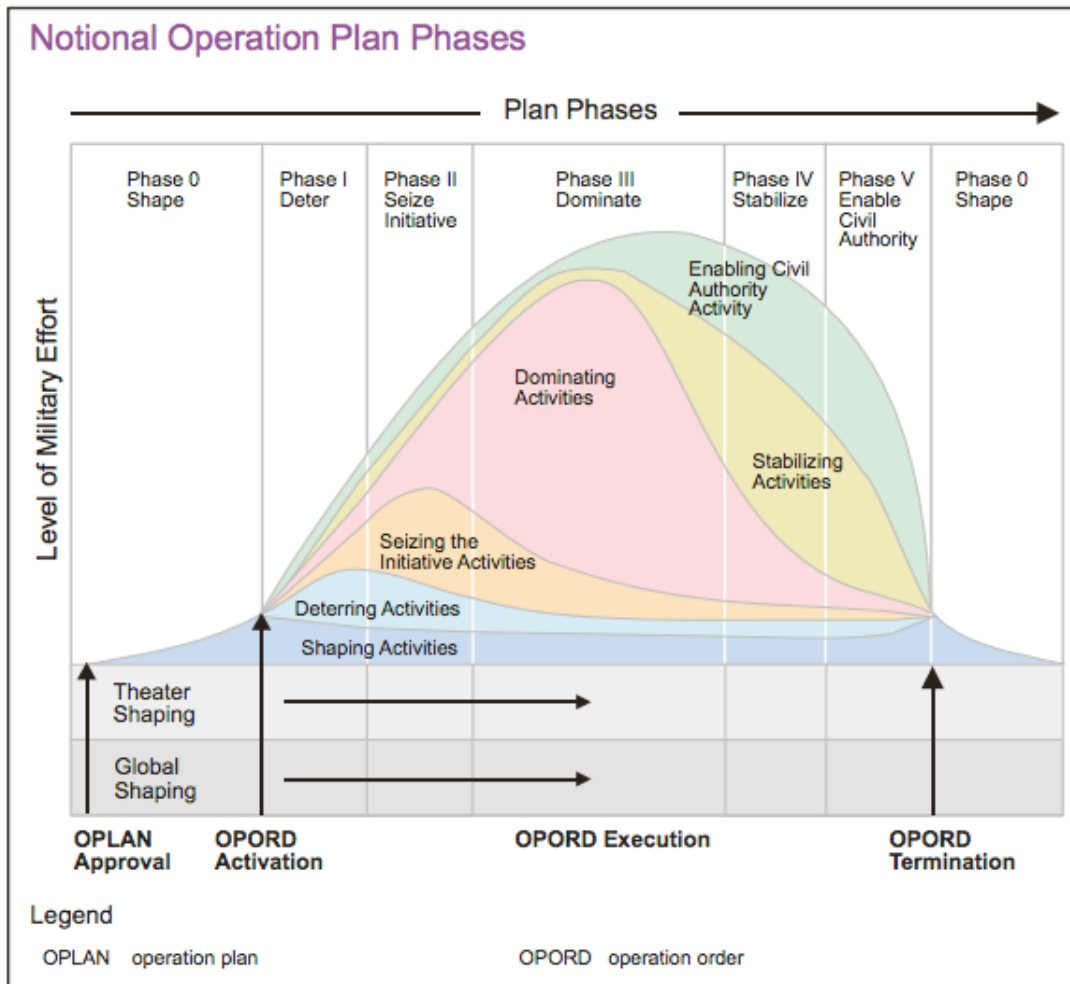 Notional Operation Plan Phases
Plan Phases
Phase 0
Shape
Phase I
Deter
Phase II
Seize
Initiative
Phase III
Dominate
Phase IV
Stabilize
Phase V
Enable
Civil
Authority
Phase 0
Shape
Level of Military Effort
Enabling Civil
Authority
Activity
Dominating
Activities
Stabilizing
Activities
Seizing the
Initiative Activities
Deterring Activities
Shaping Activities
Theater
Shaping
Global
Shaping
OPLAN
Approval
OPORD
Activation
OPORD Execution
OPORD
Termination
Legend
OPLAN operation plan
OPORD operation order